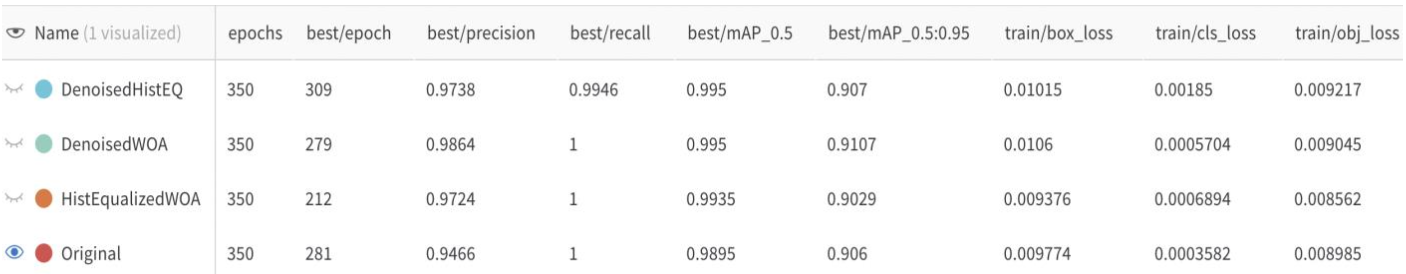 Name (1 visualized) epochs best/epoch best/precision best/recall best/mAP_0.5 best/mAP_0.5:0.95 train/box_loss train/cls_loss train/obj_loss
DenoisedHistEQ 350 309 0.9738 0.9946 0.995 0.907 0.01015 0.00185 0.009217
DenoisedWOA 350 279 0.9864 1 0.995 0.9107 0.0106 0.0005704 0.009045
HistEqualizedWOA 350 212 0.9724 1 0.9935 0.9029 0.009376 0.0006894 0.008562
Original 350 281 0.9466 1 0.9895 0.906 0.009774 0.0003582 0.008985